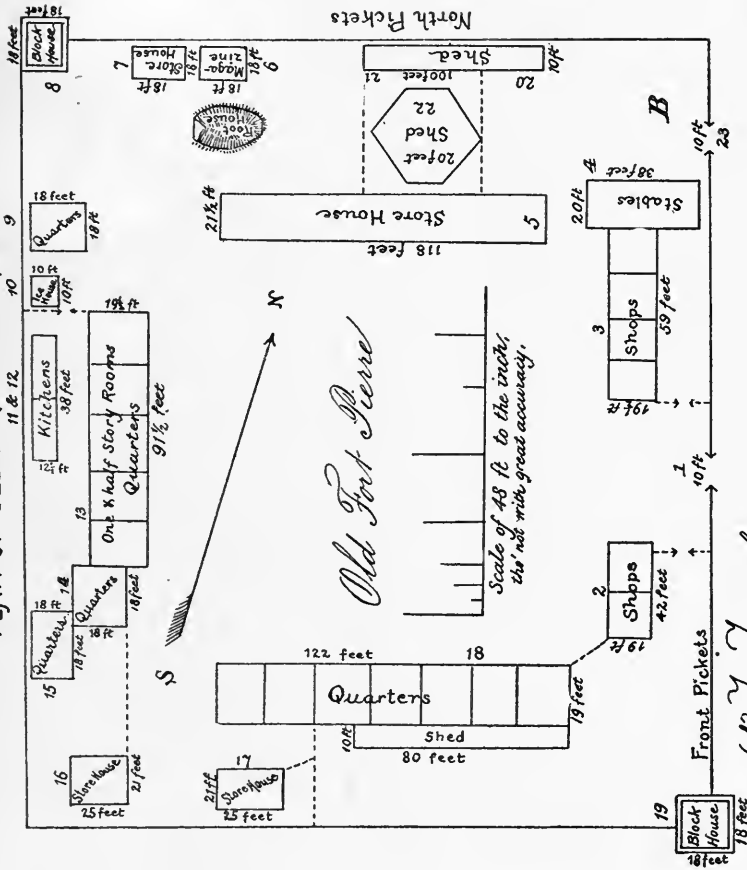 18 feet
18 feet
Block
House
8
North Pickets
7
Store
House
18 ft
18 ft
Maga-
zine
18 ft
18 ft
6
Root
House
Shed
100 feet
10 ft
21
20
22
Shed
20 feet
B
10 ft
23
9
18 feet
Quarters
18 ft
21½ ft
Store House
5
118 feet
4
20 ft
38 feet
Stables
10
10 ft
Ice
House
10 ft
3
Shops
59 feet
19½ ft
11 & 12
Kitchens
38 feet
12½ ft
19½ ft
One & half Story Rooms
Quarters
91½ feet
13
N
S
Old Fort Pierre
Scale of 48 ft to the inch,
tho' not with great accuracy.
1
10 ft
14
Quarters
18 ft
18 feet
18 ft
Quarters
18 feet
15
2
Shops
42 feet
19 ft
122 feet
18
Quarters
19 feet
Shed
10 ft
80 feet
Front Pickets
16
Store House
21 feet
25 feet
17
21 ft
Store House
25 feet
19
Block
House
18 feet
18 feet